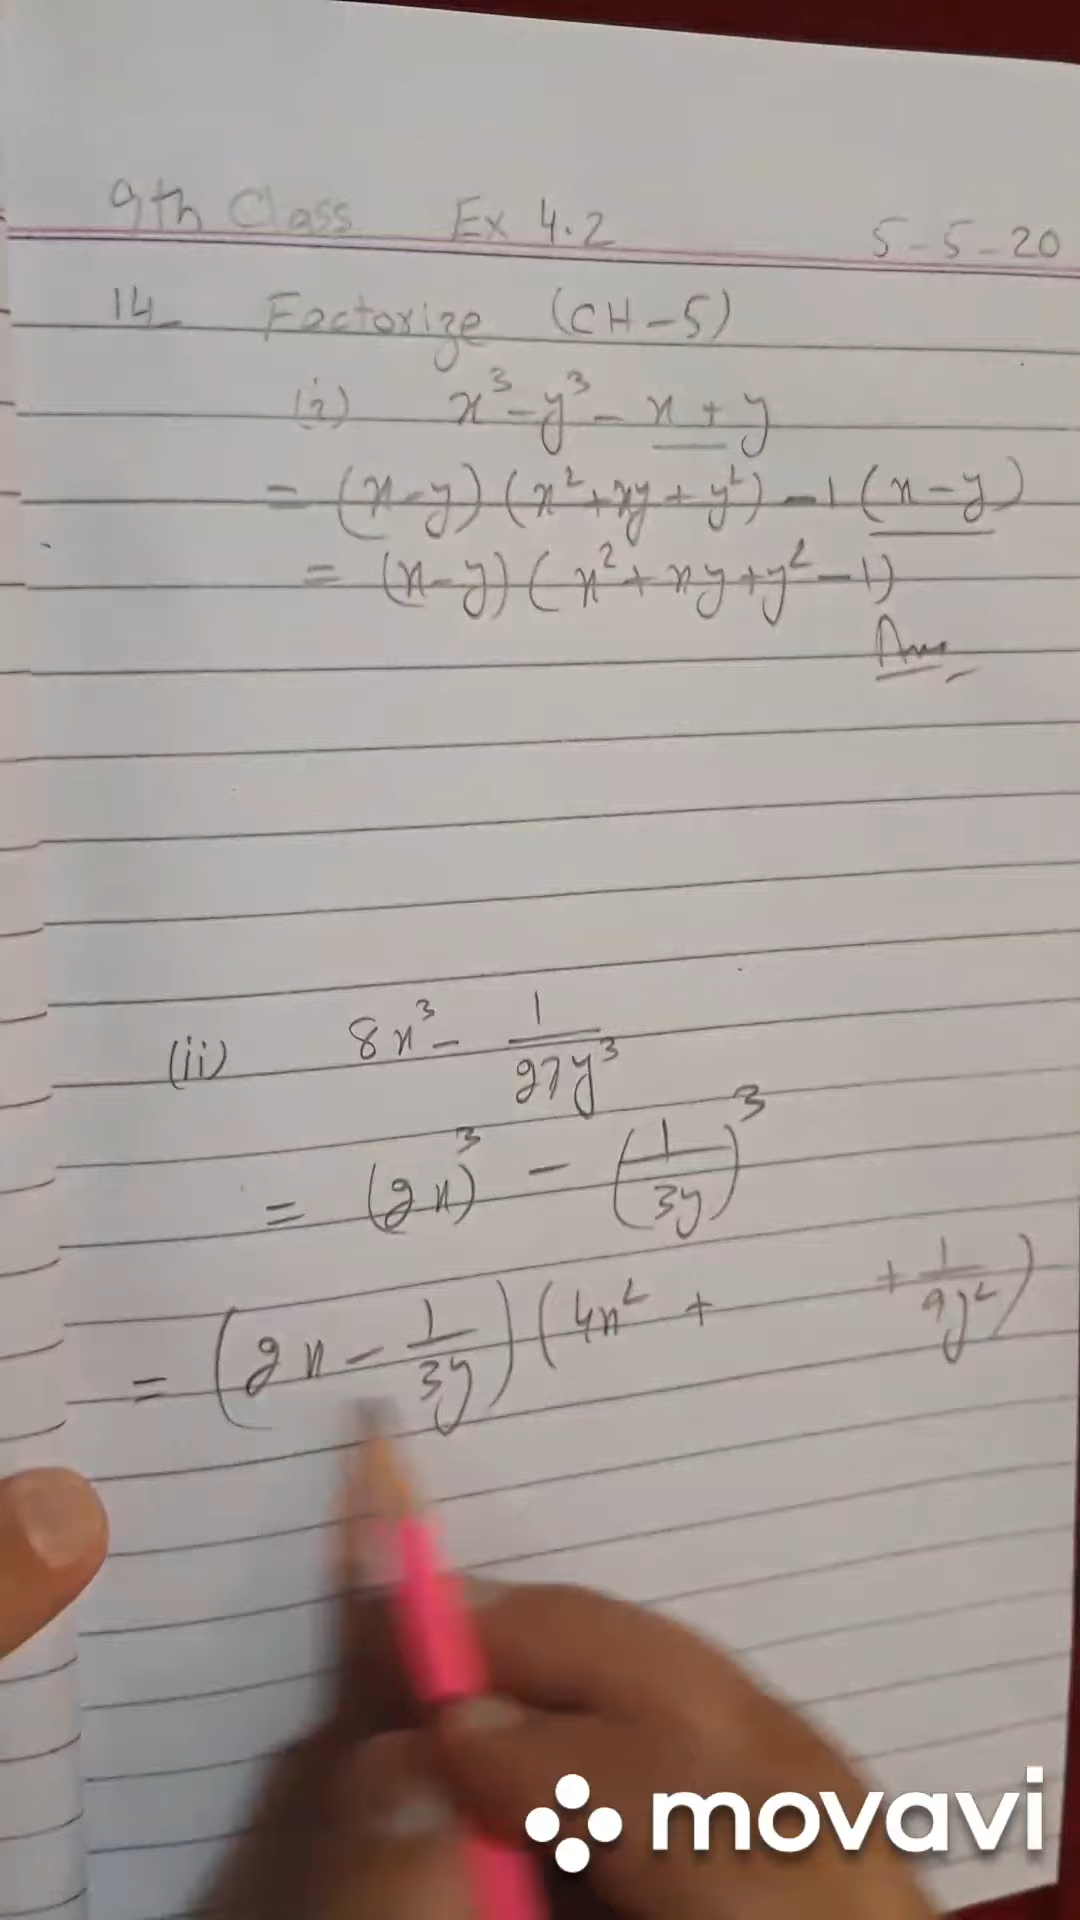 9th Class Ex 4.2 5-5-20
14- Factorize (CH-5)
(i) x³-y³-x+y
= (x-y)(x²+xy+y²)-1(x-y)
= (x-y)(x²+xy+y²-1)
Ans
(ii) 8x³- 1/27y³
= (2x)³ - (1/3y)³
= (2x - 1/3y)(4x² + + 1/9y²)
movavi